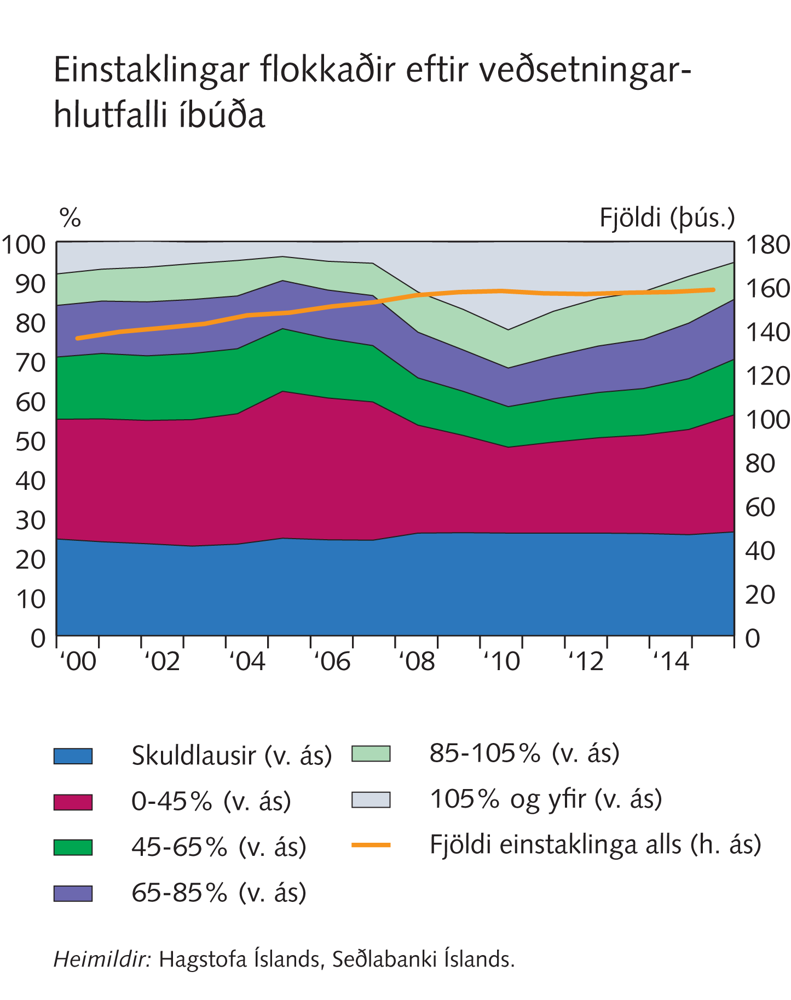 Einstaklingar flokkaðir eftir veðsetningar-
hlutfalli íbúða
%
Fjöldi (þús.)
100
90
80
70
60
50
40
30
20
10
0
180
160
140
120
100
80
60
40
20
0
‘00 ‘02 ‘04 ‘06 ‘08 ‘10 ‘12 ‘14
Skuldlausir (v. ás)
0-45% (v. ás)
45-65% (v. ás)
65-85% (v. ás)
85-105% (v. ás)
105% og yfir (v. ás)
Fjöldi einstaklinga alls (h. ás)
Heimildir: Hagstofa Íslands, Seðlabanki Íslands.